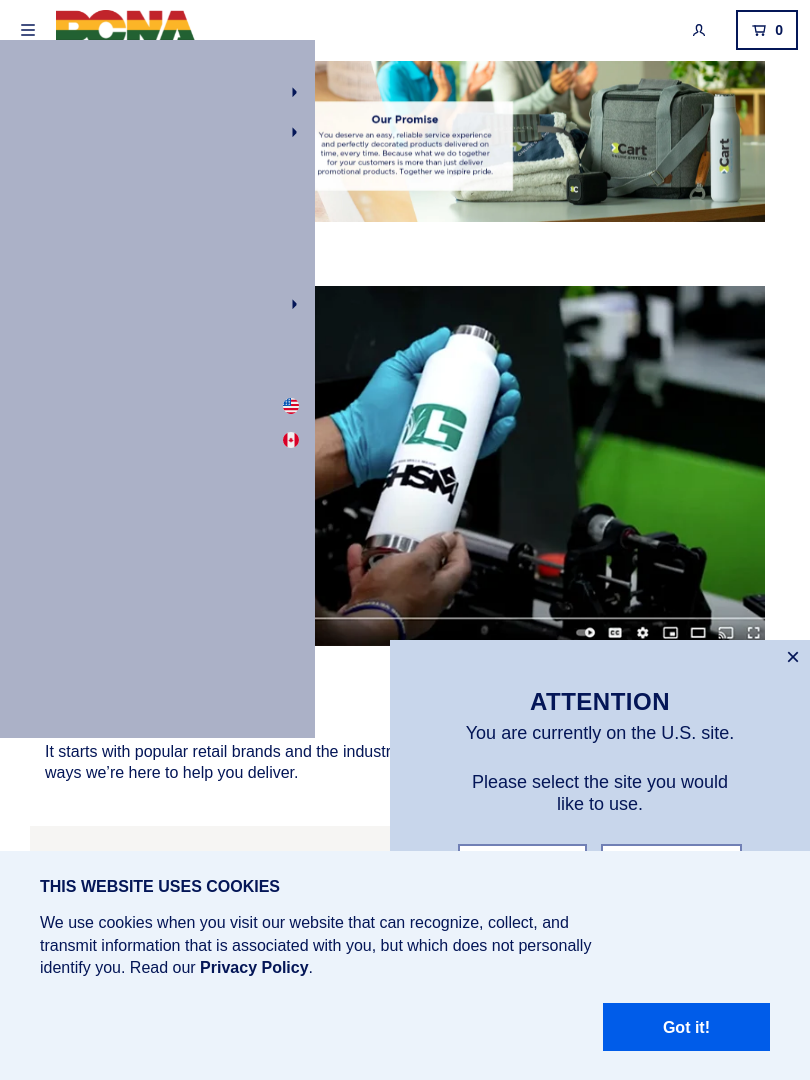 PCNA
0
Our Promise
You deserve an easy, reliable service experience
and perfectly decorated products delivered on
time, every time. Because what we do together
for your customers is more than just deliver
promotional products. Together we inspire pride.
Cart
Cart
C
G
GHSM
CC
ATTENTION
You are currently on the U.S. site.
Please select the site you would
like to use.
It starts with popular retail brands and the
ways we're here to help you deliver.
THIS WEBSITE USES COOKIES
We use cookies when you visit our website that can recognize, collect, and
transmit information that is associated with you, but which does not personally
identify you. Read our Privacy Policy.
Got it!